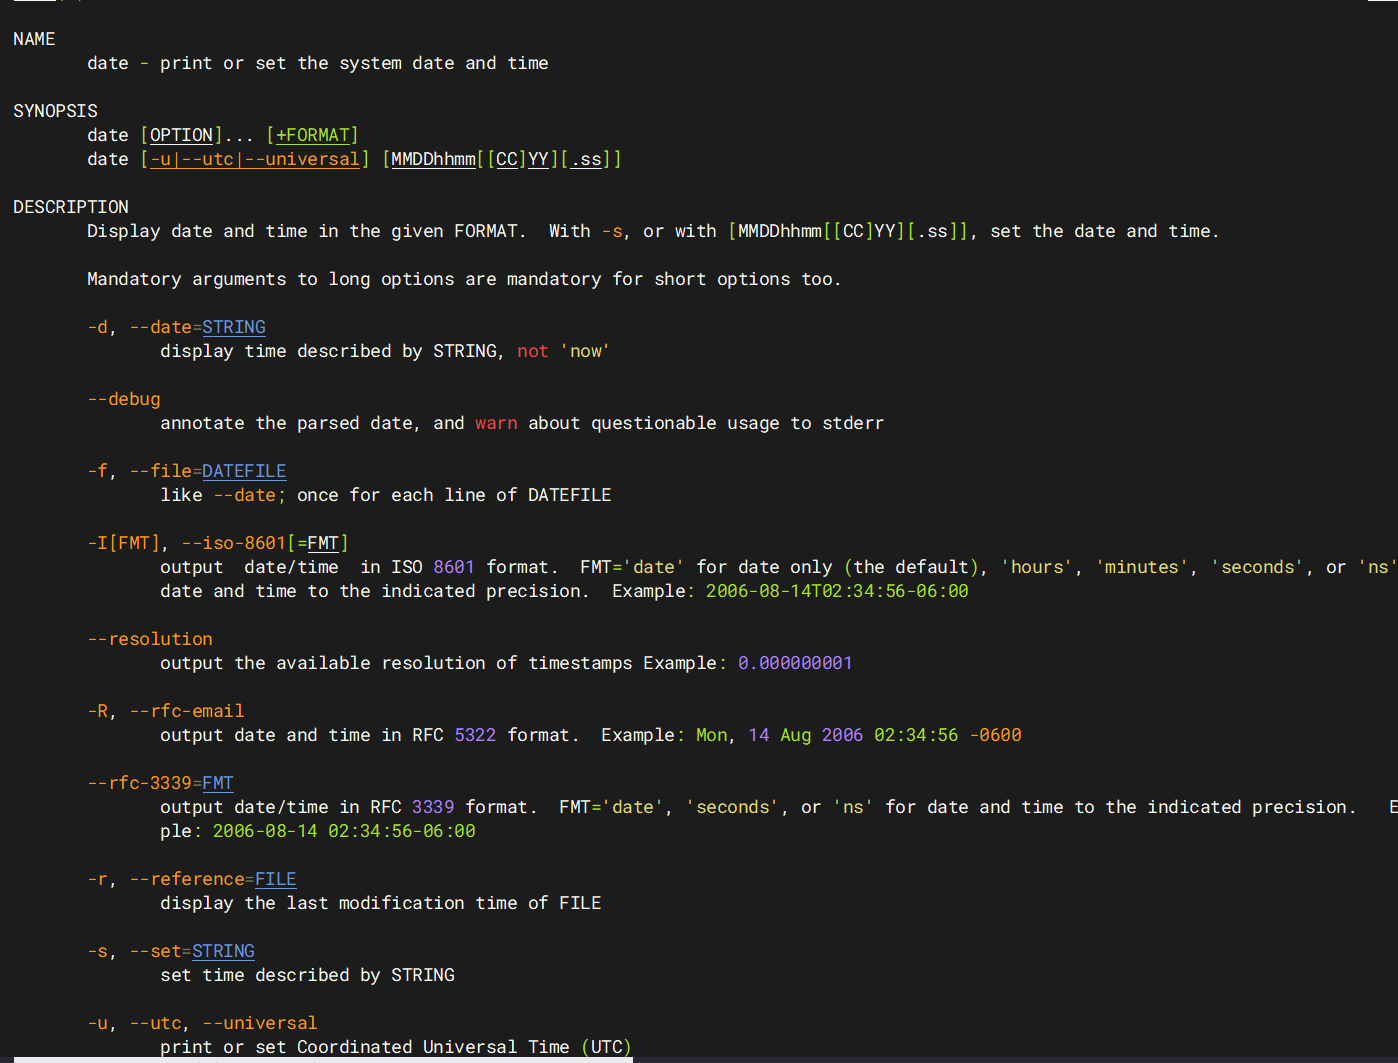 NAME
date - print or set the system date and time
SYNOPSIS
date [OPTION]... [+FORMAT]
date [-u|--utc|--universal] [MMDDhhmm[[CC]YY][.ss]]
DESCRIPTION
Display date and time in the given FORMAT.  With -s, or with [MMDDhhmm[[CC]YY][.ss]], set the date and time.
Mandatory arguments to long options are mandatory for short options too.
-d, --date=STRING
display time described by STRING, not 'now'
--debug
annotate the parsed date, and warn about questionable usage to stderr
-f, --file=DATEFILE
like --date; once for each line of DATEFILE
-I[FMT], --iso-8601[=FMT]
output  date/time  in ISO 8601 format.  FMT='date' for date only (the default), 'hours', 'minutes', 'seconds', or 'ns'
date and time to the indicated precision.  Example: 2006-08-14T02:34:56-06:00
--resolution
output the available resolution of timestamps Example: 0.000000001
-R, --rfc-email
output date and time in RFC 5322 format.  Example: Mon, 14 Aug 2006 02:34:56 -0600
--rfc-3339=FMT
output date/time in RFC 3339 format.  FMT='date', 'seconds', or 'ns' for date and time to the indicated precision.   E
ple: 2006-08-14 02:34:56-06:00
-r, --reference=FILE
display the last modification time of FILE
-s, --set=STRING
set time described by STRING
-u, --utc, --universal
print or set Coordinated Universal Time (UTC)